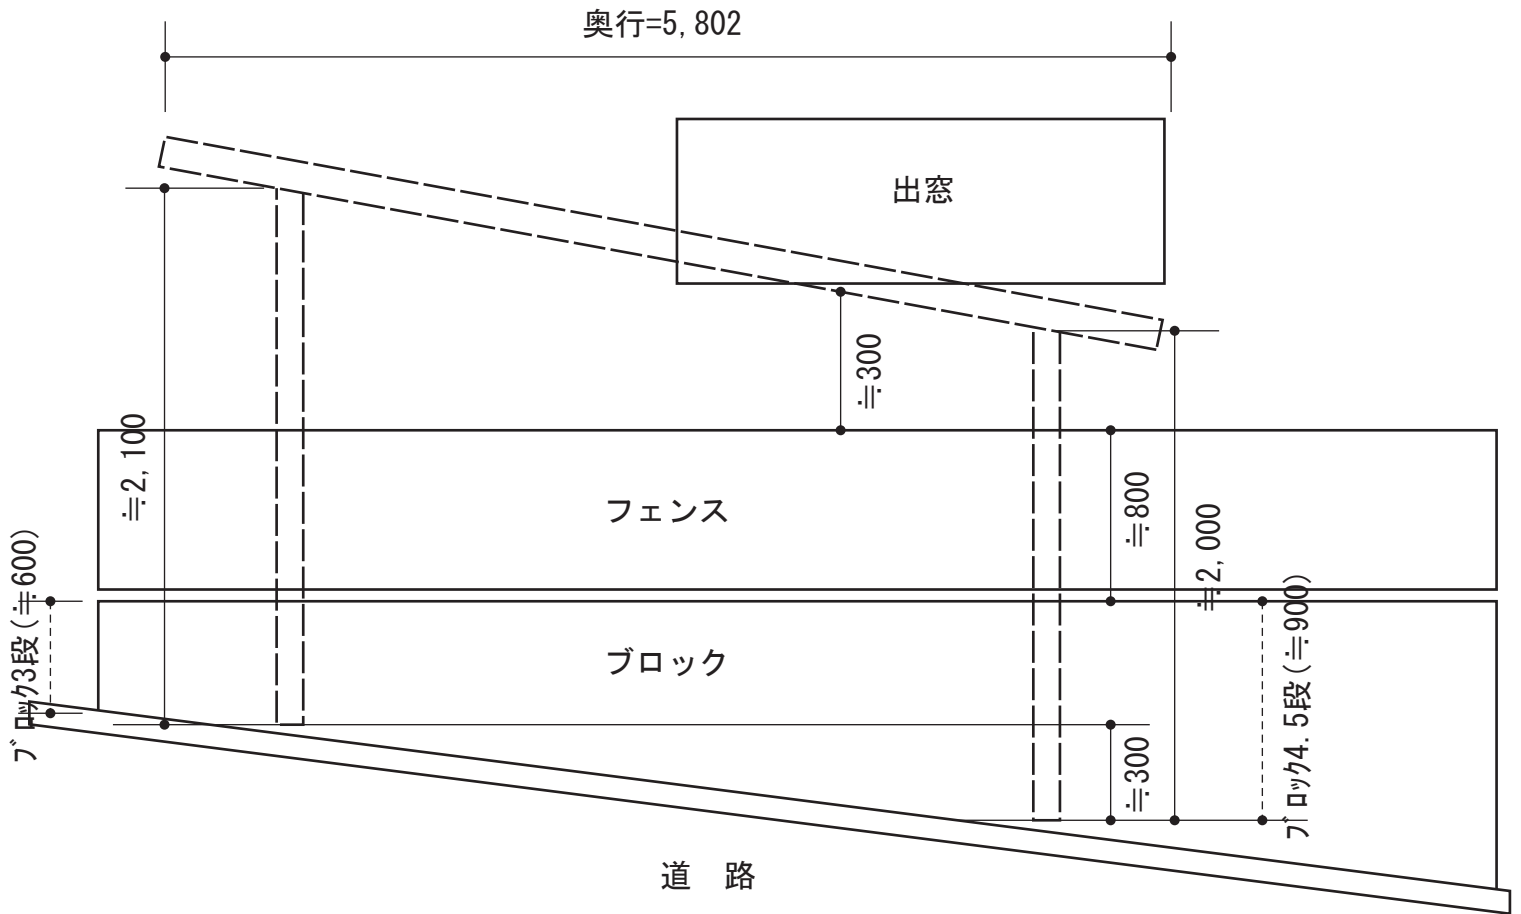 奥行=5,802
出窓
≒300
≒2,100
フェンス
≒800
≒2,000
ﾌﾞﾛｯｸ3段(≒600)
ブロック
ﾌﾞﾛｯｸ4.5段(≒900)
≒300
道　路